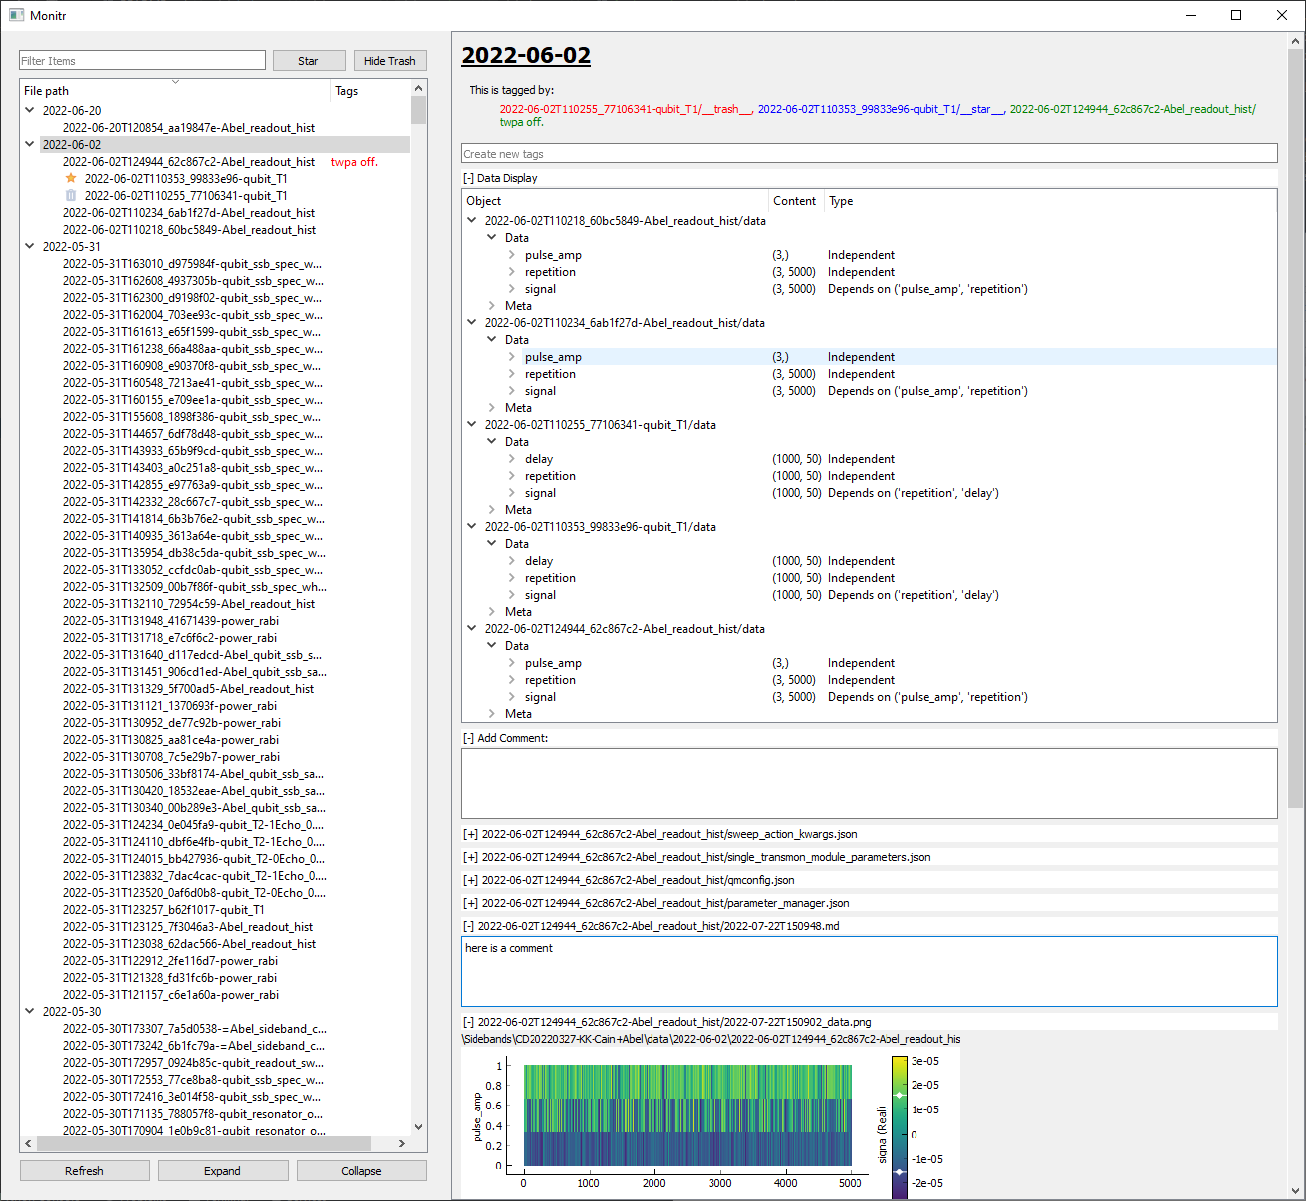 Monitr
Filter Items
Star
Hide Trash
File path
Tags
2022-06-20
2022-06-20T120854_aa19847e-Abel_readout_hist
2022-06-02
2022-06-02T124944_62c867c2-Abel_readout_hist twpa off.
2022-06-02T110353_99833e96-qubit_T1
2022-06-02T110255_77106341-qubit_T1
2022-06-02T110234_6ab1f27d-Abel_readout_hist
2022-06-02T110218_60bc5849-Abel_readout_hist
2022-05-31
2022-05-31T163010_d975984f-qubit_ssb_spec_w...
2022-05-31T162608_4937305b-qubit_ssb_spec_w...
2022-05-31T162300_d9198f02-qubit_ssb_spec_w...
2022-05-31T162004_703ee93c-qubit_ssb_spec_w...
2022-05-31T161613_e65f1599-qubit_ssb_spec_w...
2022-05-31T161238_66a488aa-qubit_ssb_spec_w...
2022-05-31T160908_e90370f8-qubit_ssb_spec_w...
2022-05-31T160548_7213ae41-qubit_ssb_spec_w...
2022-05-31T160155_e709ee1a-qubit_ssb_spec_w...
2022-05-31T155608_1898f386-qubit_ssb_spec_w...
2022-05-31T144657_6df78d48-qubit_ssb_spec_w...
2022-05-31T143933_65b9f9cd-qubit_ssb_spec_w...
2022-05-31T143403_a0c251a8-qubit_ssb_spec_w...
2022-05-31T142855_e97763a9-qubit_ssb_spec_w...
2022-05-31T142332_28c667c7-qubit_ssb_spec_w...
2022-05-31T141814_6b3b76e2-qubit_ssb_spec_w...
2022-05-31T140935_3613a64e-qubit_ssb_spec_w...
2022-05-31T135954_db38c5da-qubit_ssb_spec_w...
2022-05-31T133052_ccfdc0ab-qubit_ssb_spec_w...
2022-05-31T132509_00b7f86f-qubit_ssb_spec_wh...
2022-05-31T132110_72954c59-Abel_readout_hist
2022-05-31T131948_41671439-power_rabi
2022-05-31T131718_e7c6f6c2-power_rabi
2022-05-31T131640_d117edcd-Abel_qubit_ssb_s...
2022-05-31T131451_906cd1ed-Abel_qubit_ssb_sa...
2022-05-31T131329_5f700ad5-Abel_readout_hist
2022-05-31T131121_1370693f-power_rabi
2022-05-31T130952_de77c92b-power_rabi
2022-05-31T130825_aa81ce4a-power_rabi
2022-05-31T130708_7c5e29b7-power_rabi
2022-05-31T130506_33bf8174-Abel_qubit_ssb_sa...
2022-05-31T130420_18532eae-Abel_qubit_ssb_sa...
2022-05-31T130340_00b289e3-Abel_qubit_ssb_sa...
2022-05-31T124234_0e045fa9-qubit_T2-1Echo_0....
2022-05-31T124110_dbf6e4fb-qubit_T2-1Echo_0....
2022-05-31T124015_bb427936-qubit_T2-0Echo_0....
2022-05-31T123832_7dac4cac-qubit_T2-1Echo_0...
2022-05-31T123520_0af6d0b8-qubit_T2-0Echo_0....
2022-05-31T123257_b62f1017-qubit_T1
2022-05-31T123125_7f3046a3-Abel_readout_hist
2022-05-31T123038_62dac566-Abel_readout_hist
2022-05-31T122912_2fe116d7-power_rabi
2022-05-31T121328_fd31fc6b-power_rabi
2022-05-31T121157_c6e1a60a-power_rabi
2022-05-30
2022-05-30T173307_7a5d0538-=Abel_sideband_c...
2022-05-30T173242_6b1fc79a-=Abel_sideband_c...
2022-05-30T172957_0924b85c-qubit_readout_sw...
2022-05-30T172553_77ce8ba8-qubit_ssb_spec_w...
2022-05-30T172416_3e014f58-qubit_ssb_spec_w...
2022-05-30T171135_788057f8-qubit_resonator_o...
2022-05-30T170904_1e0b9c81-qubit_resonator_o...
Refresh
Expand
Collapse
2022-06-02
This is tagged by:
2022-06-02T110255_77106341-qubit_T1/__trash__, 2022-06-02T110353_99833e96-qubit_T1/__star__, 2022-06-02T124944_62c867c2-Abel_readout_hist/
twpa off.
Create new tags
[-] Data Display
Object Content Type
2022-06-02T110218_60bc5849-Abel_readout_hist/data
Data
pulse_amp (3,) Independent
repetition (3, 5000) Independent
signal (3, 5000) Depends on ('pulse_amp', 'repetition')
Meta
2022-06-02T110234_6ab1f27d-Abel_readout_hist/data
Data
pulse_amp (3,) Independent
repetition (3, 5000) Independent
signal (3, 5000) Depends on ('pulse_amp', 'repetition')
Meta
2022-06-02T110255_77106341-qubit_T1/data
Data
delay (1000, 50) Independent
repetition (1000, 50) Independent
signal (1000, 50) Depends on ('repetition', 'delay')
Meta
2022-06-02T110353_99833e96-qubit_T1/data
Data
delay (1000, 50) Independent
repetition (1000, 50) Independent
signal (1000, 50) Depends on ('repetition', 'delay')
Meta
2022-06-02T124944_62c867c2-Abel_readout_hist/data
Data
pulse_amp (3,) Independent
repetition (3, 5000) Independent
signal (3, 5000) Depends on ('pulse_amp', 'repetition')
Meta
[-] Add Comment:
[+] 2022-06-02T124944_62c867c2-Abel_readout_hist/sweep_action_kwargs.json
[+] 2022-06-02T124944_62c867c2-Abel_readout_hist/single_transmon_module_parameters.json
[+] 2022-06-02T124944_62c867c2-Abel_readout_hist/qmconfig.json
[+] 2022-06-02T124944_62c867c2-Abel_readout_hist/parameter_manager.json
[-] 2022-06-02T124944_62c867c2-Abel_readout_hist/2022-07-22T150948.md
here is a comment
[-] 2022-06-02T124944_62c867c2-Abel_readout_hist/2022-07-22T150902_data.png
\Sidebands\CD20220327-KK-Cain+Abel\cata\2022-06-02\2022-06-02T124944_62c867c2-Abel_readout_his
pulse_amp
1
0.8
0.6
0.4
0.2
0
0 1000 2000 3000 4000 5000
signa (Reali
3e-05
2e-05
1e-05
0
-1e-05
-2e-05